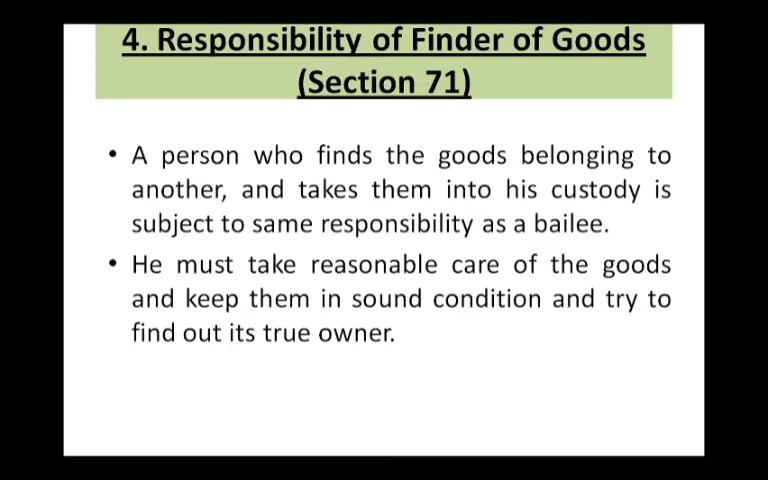 4. Responsibility of Finder of Goods
(Section 71)
• A person who finds the goods belonging to
another, and takes them into his custody is
subject to same responsibility as a bailee.
• He must take reasonable care of the goods
and keep them in sound condition and try to
find out its true owner.